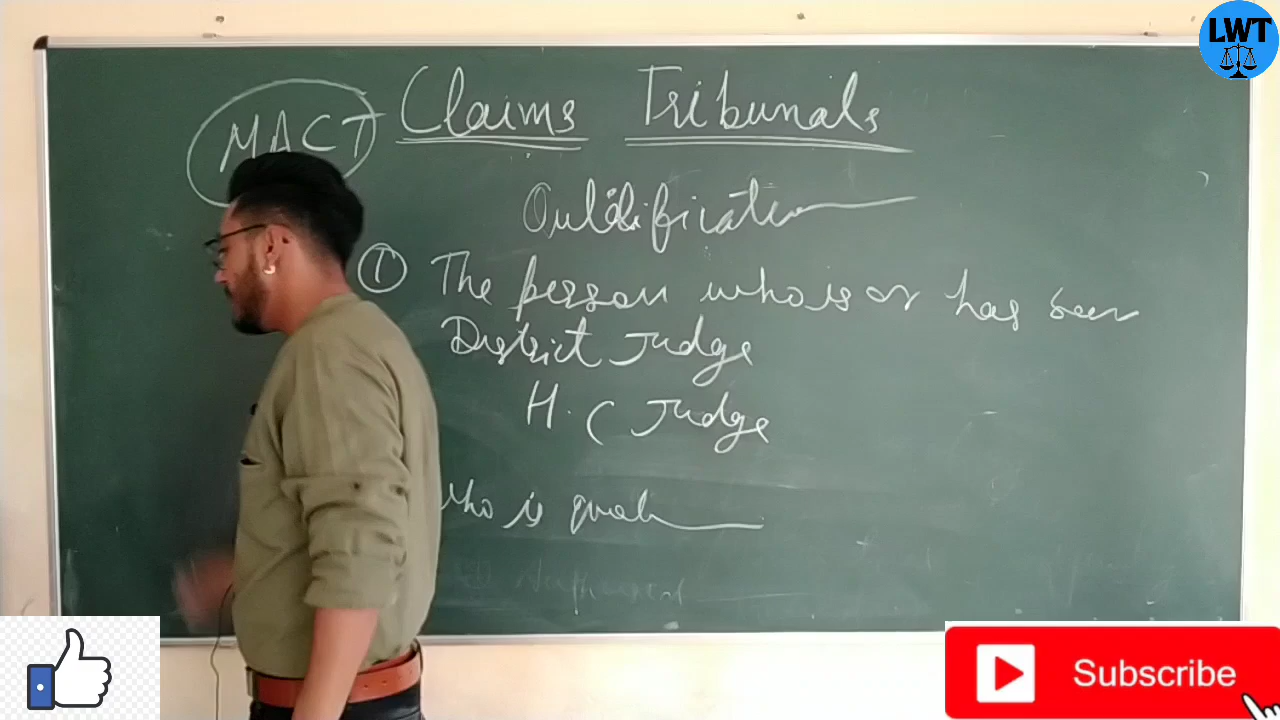 LWT
MACT Claims Tribunals
Qulification
① The person who is or has been
District Judge
H.C Judge
who is qual
Subscribe